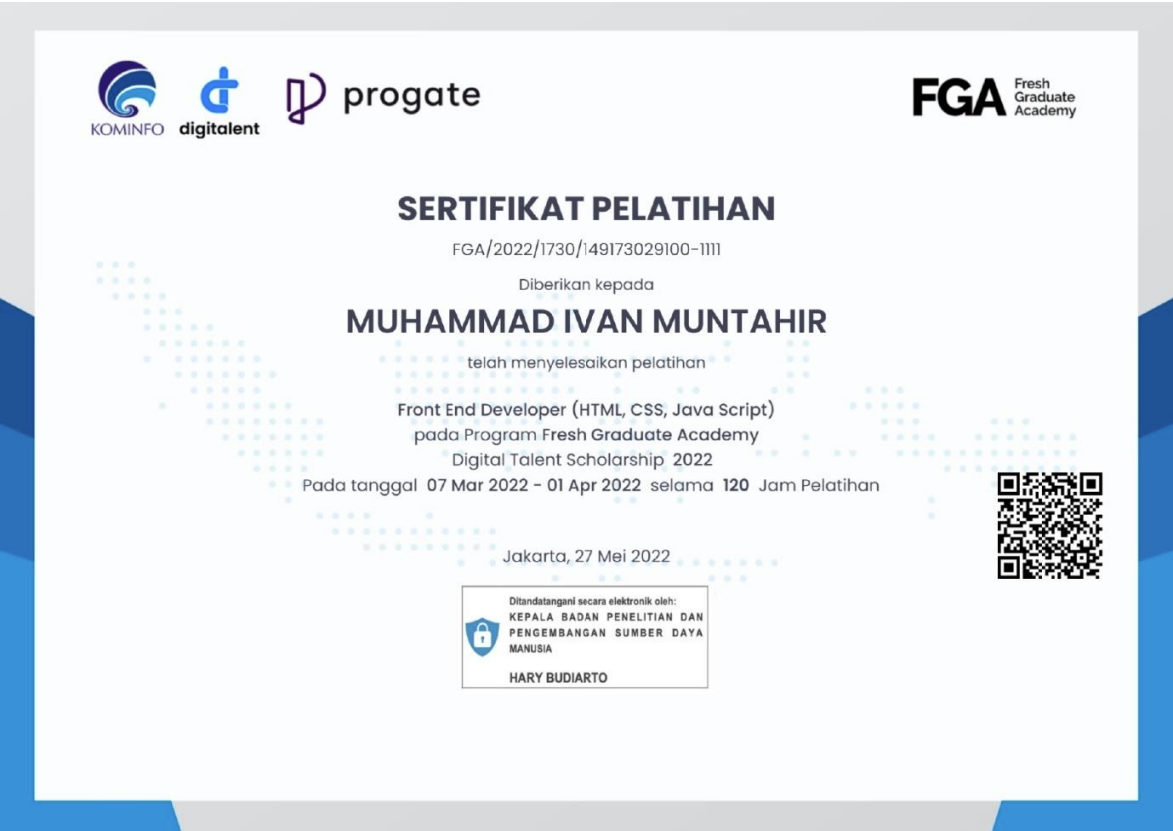 KOMINFO
digitalent
progate
FGA Fresh Graduate Academy
SERTIFIKAT PELATIHAN
FGA/2022/1730/149173029100-1111
Diberikan kepada
MUHAMMAD IVAN MUNTAHIR
telah menyelesaikan pelatihan
Front End Developer (HTML, CSS, Java Script)
pada Program Fresh Graduate Academy
Digital Talent Scholarship 2022
Pada tanggal 07 Mar 2022 - 01 Apr 2022 selama 120 Jam Pelatihan
Jakarta, 27 Mei 2022
Ditandatangani secara elektronik oleh:
KEPALA BADAN PENELITIAN DAN
PENGEMBANGAN SUMBER DAYA
MANUSIA
HARY BUDIARTO